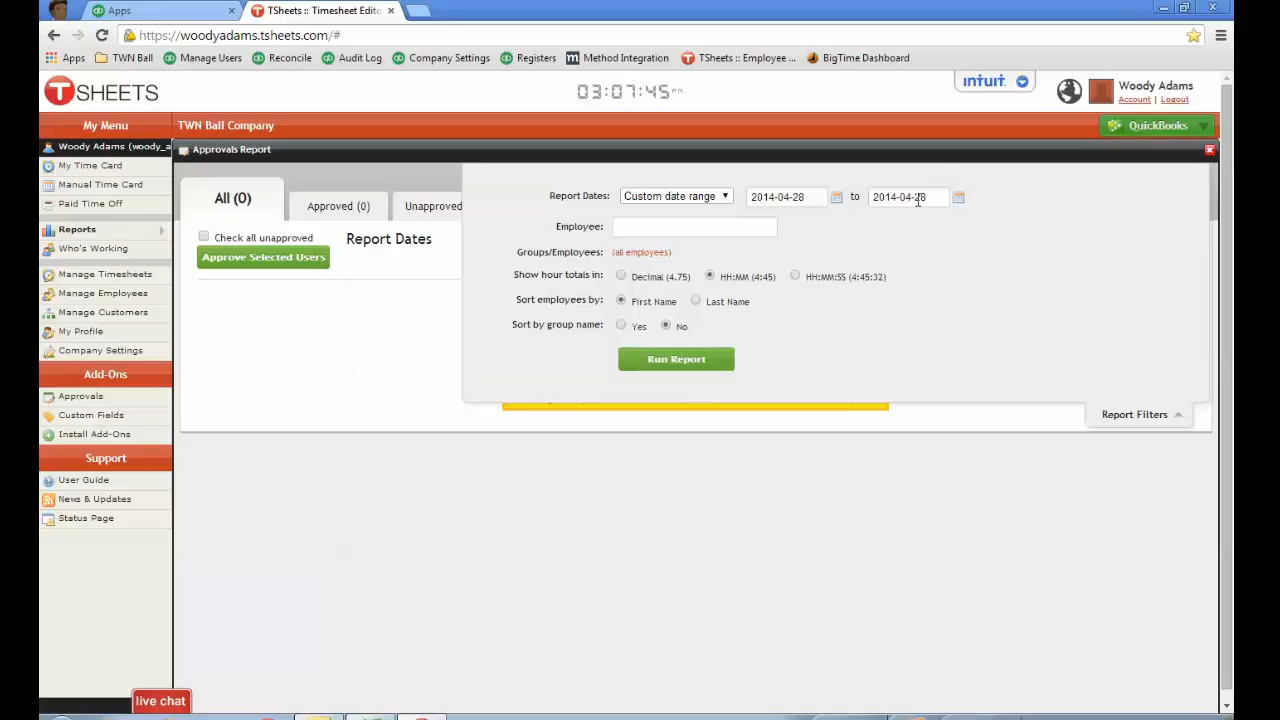 Apps
TSheets :: Timesheet Edito
https://woodyadams.tsheets.com/#
Apps TWN Ball Manage Users Reconcile Audit Log Company Settings Registers Method Integration TSheets :: Employee ... BigTime Dashboard
TSHEETS
03:07:45 PM
intuit.
Woody Adams
Account | Logout
My Menu
TWN Ball Company
QuickBooks
Woody Adams (woody_a
Approvals Report
My Time Card
Manual Time Card
Paid Time Off
Reports
Who's Working
Manage Timesheets
Manage Employees
Manage Customers
My Profile
Company Settings
Add-Ons
Approvals
Custom Fields
Install Add-Ons
Support
User Guide
News & Updates
Status Page
live chat
All (0)
Approved (0)
Unapproved
Check all unapproved
Approve Selected Users
Report Dates
Report Dates: Custom date range 2014-04-28 to 2014-04-28
Employee:
Groups/Employees: (all employees)
Show hour totals in: Decimal (4.75) HH:MM (4:45) HH:MM:SS (4:45:32)
Sort employees by: First Name Last Name
Sort by group name: Yes No
Run Report
Report Filters